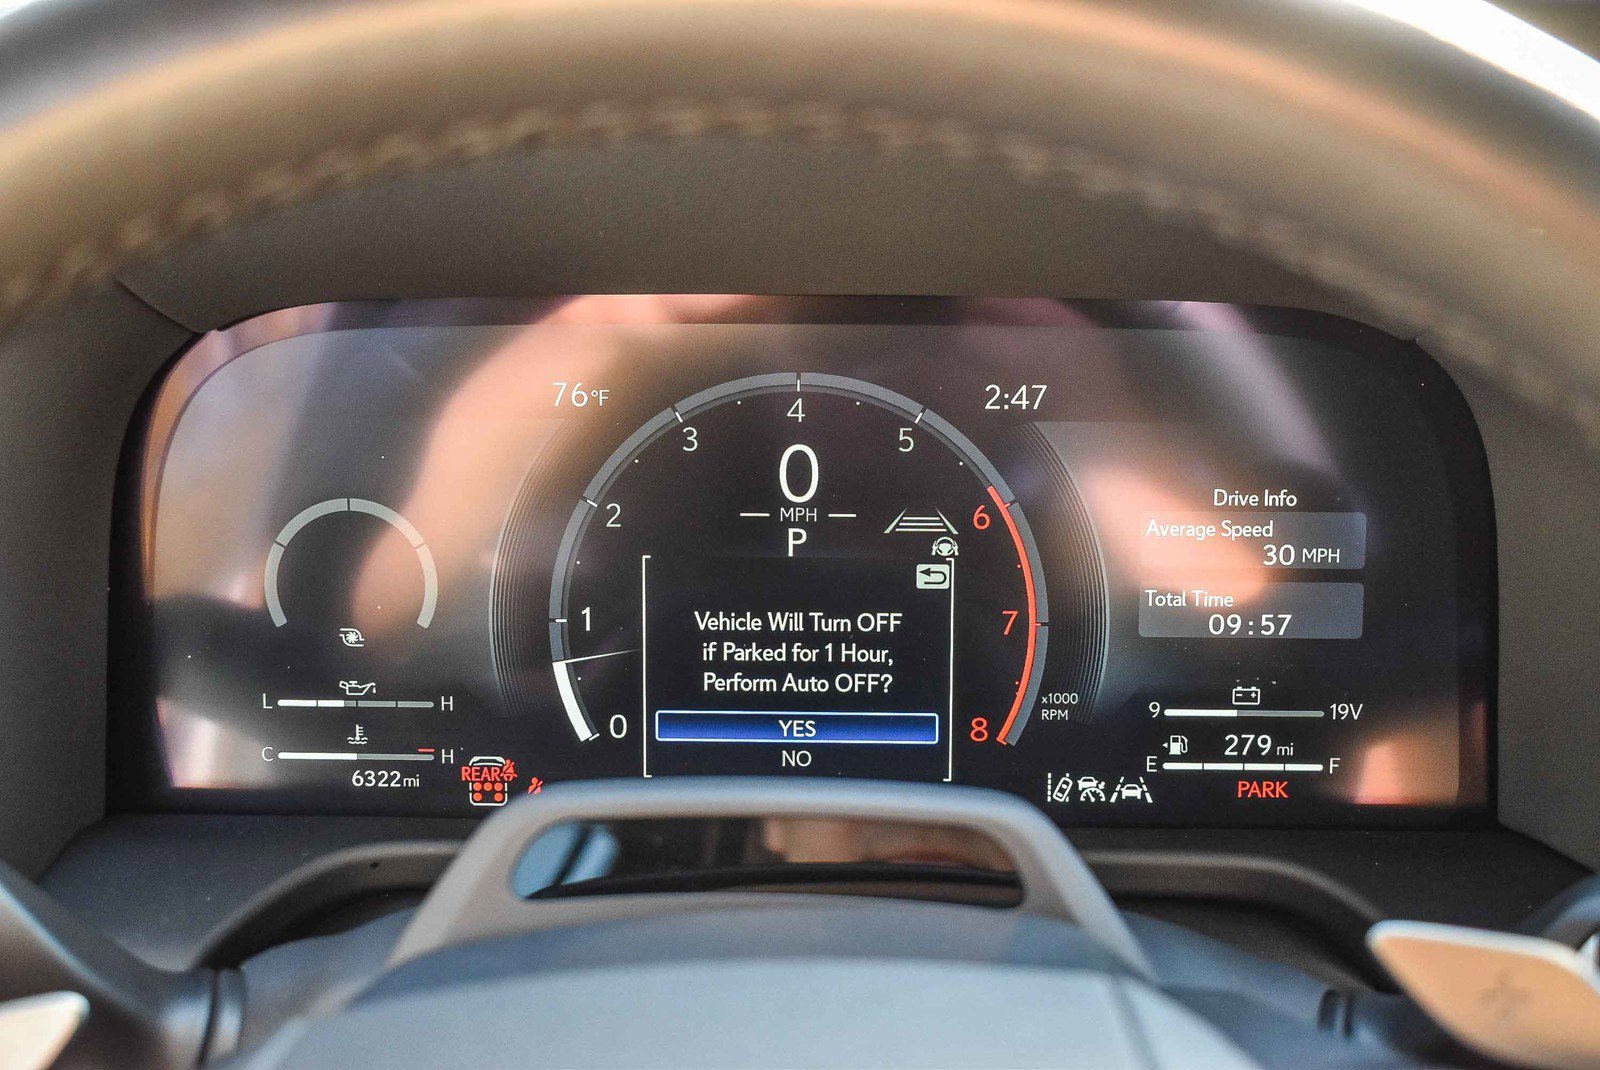 76°F
2:47
4
3
5
0
2
MPH
6
P
Drive Info
Average Speed
30 MPH
1
Vehicle Will Turn OFF
7
Total Time
if Parked for 1 Hour,
09:57
Perform Auto OFF?
L
H
0
YES
8
x1000
RPM
9
19V
C
H
NO
279 mi
E
F
6322 mi
REAR
PARK